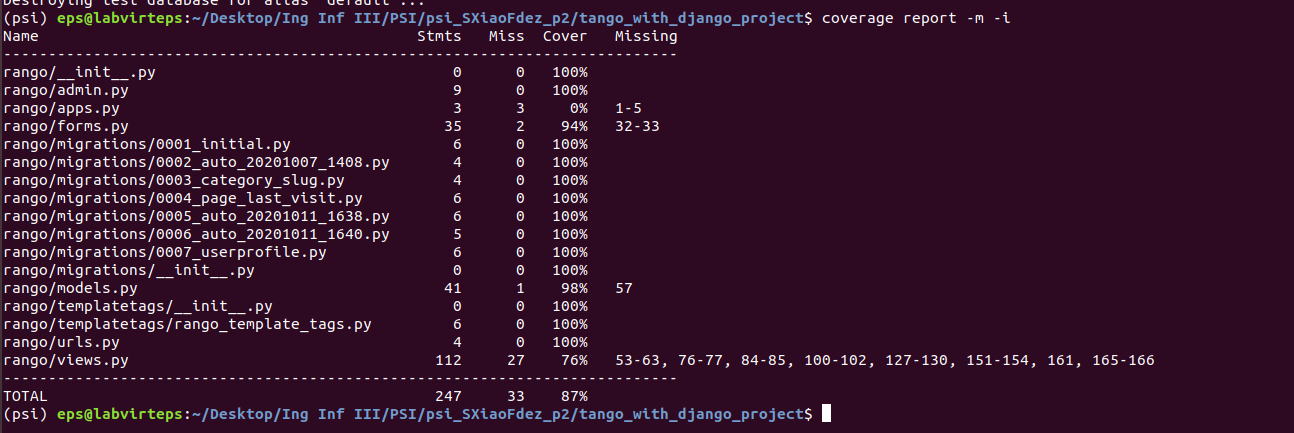 Destroying test database for alias 'default'...
(psi) eps@labvirteps:~/Desktop/Ing Inf III/PSI/psi_SXiaoFdez_p2/tango_with_django_project$ coverage report -m -i
Name                                       Stmts   Miss  Cover   Missing
---------------------------------------------------------------------------
rango/__init__.py                              0      0   100%
rango/admin.py                                 9      0   100%
rango/apps.py                                  3      3     0%   1-5
rango/forms.py                                35      2    94%   32-33
rango/migrations/0001_initial.py               6      0   100%
rango/migrations/0002_auto_20201007_1408.py    4      0   100%
rango/migrations/0003_category_slug.py         4      0   100%
rango/migrations/0004_page_last_visit.py       6      0   100%
rango/migrations/0005_auto_20201011_1638.py    6      0   100%
rango/migrations/0006_auto_20201011_1640.py    5      0   100%
rango/migrations/0007_userprofile.py           6      0   100%
rango/migrations/__init__.py                   0      0   100%
rango/models.py                               41      1    98%   57
rango/templatetags/__init__.py                 0      0   100%
rango/templatetags/rango_template_tags.py      6      0   100%
rango/urls.py                                  4      0   100%
rango/views.py                               112     27    76%   53-63, 76-77, 84-85, 100-102, 127-130, 151-154, 161, 165-166
---------------------------------------------------------------------------
TOTAL                                        247     33    87%
(psi) eps@labvirteps:~/Desktop/Ing Inf III/PSI/psi_SXiaoFdez_p2/tango_with_django_project$